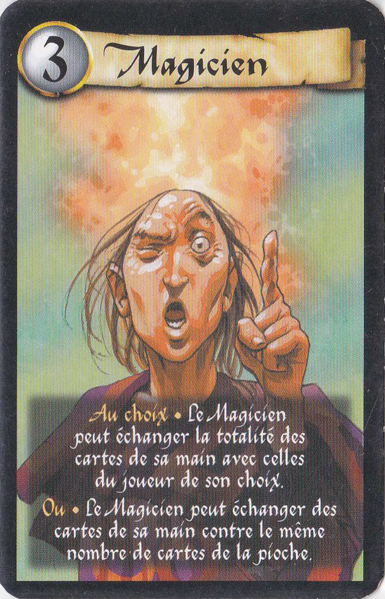 3 Magicien
Au choix • Le Magicien
peut échanger la totalité des
cartes de sa main avec celles
du joueur de son choix.
Ou • Le Magicien peut échanger des
cartes de sa main contre le même
nombre de cartes de la pioche.